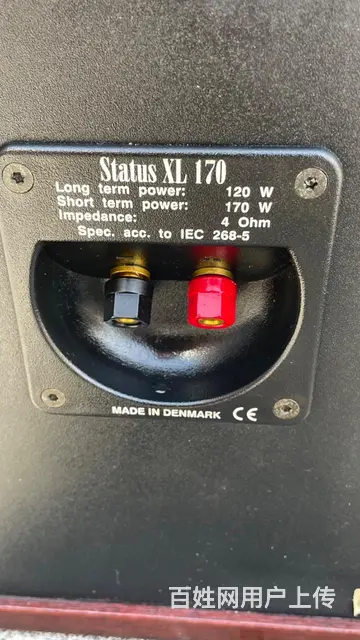 Status XL 170
Long term power: 120 W
Short term power: 170 W
Impedance: 4 Ohm
Spec. acc. to IEC 268-5
MADE IN DENMARK CE
百姓网用户上传